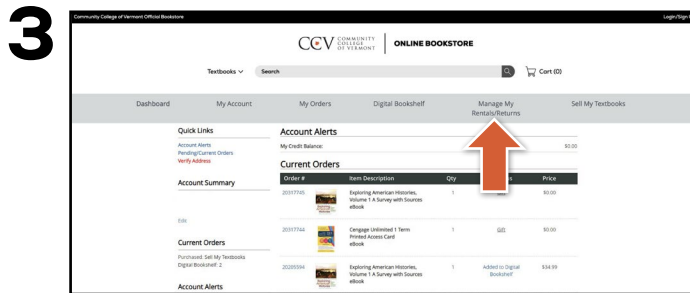 3
Community College of Vermont Official Bookstore
Login/Sign
CCV COMMUNITY COLLEGE OF VERMONT ONLINE BOOKSTORE
Textbooks Search Cart (0)
Dashboard My Account My Orders Digital Bookshelf Manage My Rentals/Returns Sell My Textbooks
Quick Links
Account Alerts
Pending/Current Orders
Verify Address
Account Summary
Edit
Current Orders
Purchased: Sell My Textbooks
Digital Bookshelf: 2
Account Alerts
Account Alerts
My Credit Balance: $0.00
Current Orders
Order # Item Description Qty Price
20317745 Exploring American Histories, 1 $0.00
Volume 1 A Survey with Sources
eBook
20317744 Cengage Unlimited 1 Term 1 Gift $0.00
Printed Access Card
eBook
20285594 Exploring American Histories, 1 Added to Digital $34.99
Volume 1 A Survey with Sources Bookshelf
eBook